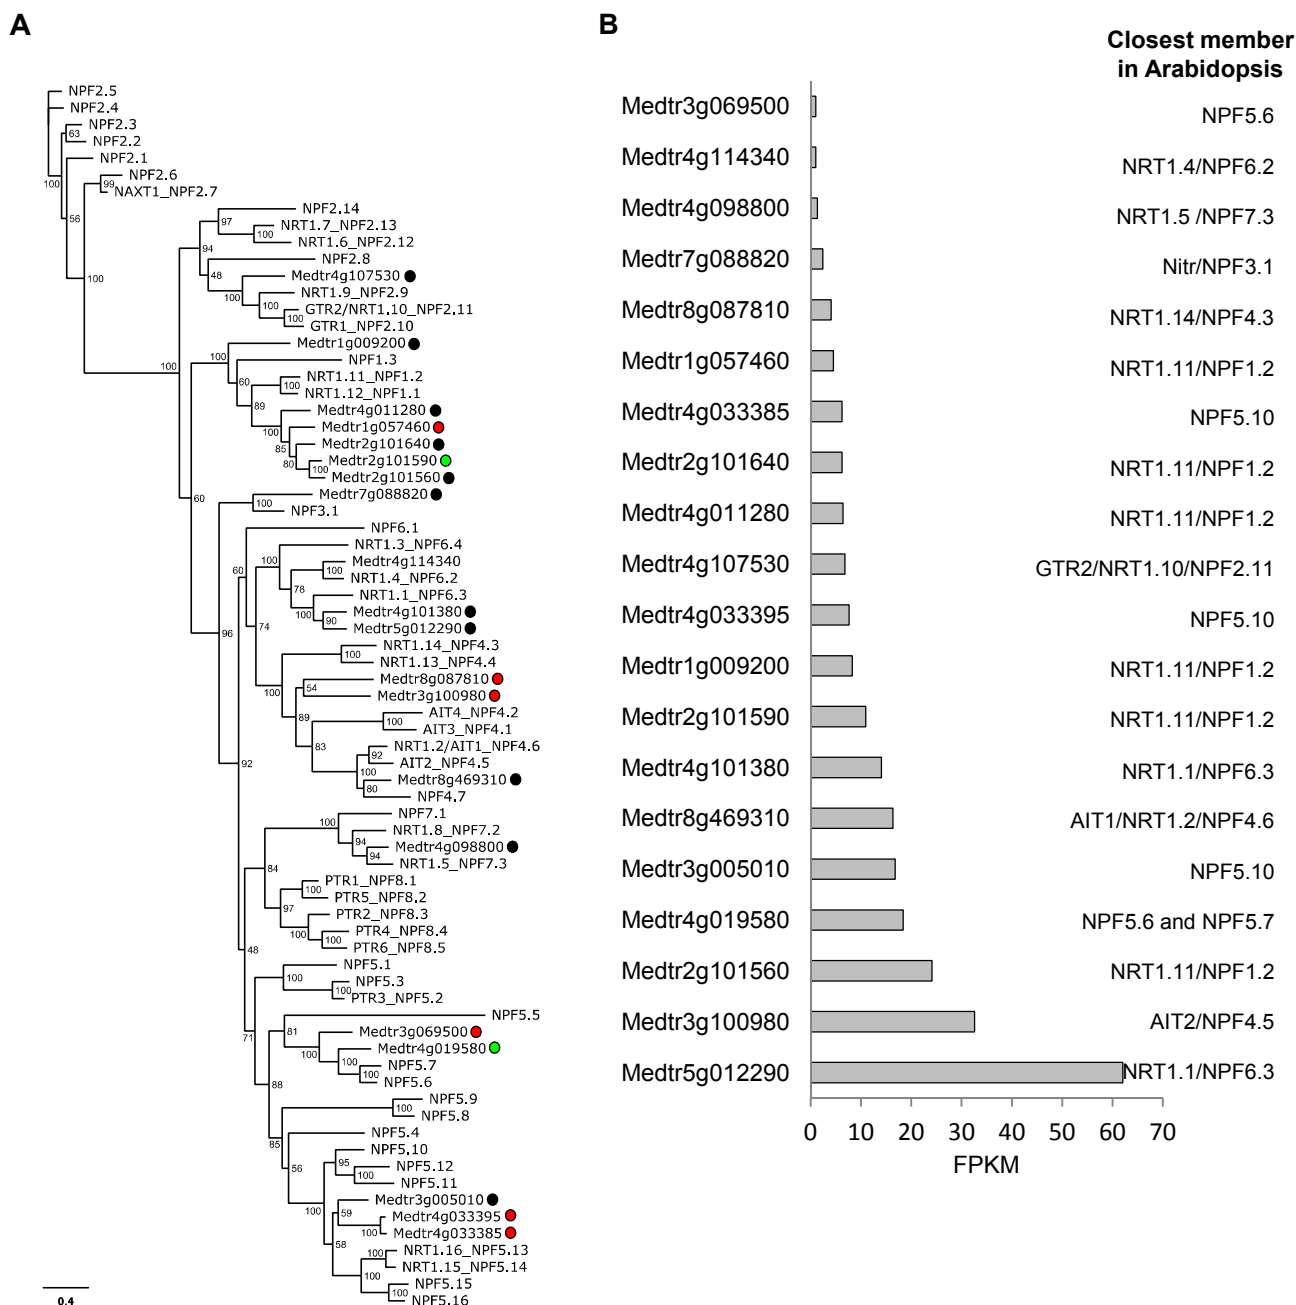 A
NPF2.5
NPF2.4
NPF2.3
63
NPF2.2
NPF2.1
NPF2.6
99
100
NAXT1_NPF2.7
NPF2.14
56
97
NRT1.7_NPF2.13
100
NRT1.6_NPF2.12
94
NPF2.8
48
Medtr4g107530
100
100
NRT1.9_NPF2.9
100
GTR2/NRT1.10_NPF2.11
100
GTR1_NPF2.10
Medtr1g009200
100
100
NPF1.3
60
NRT1.11_NPF1.2
100
NRT1.12_NPF1.1
89
Medtr4g011280
100
Medtr1g057460
85
Medtr2g101640
80
Medtr2g101590
100
Medtr2g101560
60
Medtr7g088820
100
NPF3.1
NPF6.1
NRT1.3_NPF6.4
100
Medtr4g114340
100
60
NRT1.4_NPF6.2
78
NRT1.1_NPF6.3
100
Medtr4g101380
90
74
Medtr5g012290
96
NRT1.14_NPF4.3
100
NRT1.13_NPF4.4
Medtr8g087810
54
100
Medtr3g100980
89
AIT4_NPF4.2
100
AIT3_NPF4.1
83
NRT1.2/AIT1_NPF4.6
92
AIT2_NPF4.5
92
100
Medtr8g469310
80
NPF4.7
NPF7.1
100
NRT1.8_NPF7.2
94
Medtr4g098800
94
NRT1.5_NPF7.3
84
PTR1_NPF8.1
100
PTR5_NPF8.2
97
PTR2_NPF8.3
100
PTR4_NPF8.4
100
PTR6_NPF8.5
48
NPF5.1
100
NPF5.3
100
PTR3_NPF5.2
NPF5.5
71
81
Medtr3g069500
100
Medtr4g019580
100
NPF5.7
100
NPF5.6
88
NPF5.9
100
NPF5.8
NPF5.4
85
NPF5.10
95
NPF5.12
56
100
NPF5.11
Medtr3g005010
100
59
Medtr4g033395
100
Medtr4g033385
58
NRT1.16_NPF5.13
100
NRT1.15_NPF5.14
100
NPF5.15
100
NPF5.16
0.4
B
Closest member
in Arabidopsis
Medtr3g069500 NPF5.6
Medtr4g114340 NRT1.4/NPF6.2
Medtr4g098800 NRT1.5 /NPF7.3
Medtr7g088820 Nitr/NPF3.1
Medtr8g087810 NRT1.14/NPF4.3
Medtr1g057460 NRT1.11/NPF1.2
Medtr4g033385 NPF5.10
Medtr2g101640 NRT1.11/NPF1.2
Medtr4g011280 NRT1.11/NPF1.2
Medtr4g107530 GTR2/NRT1.10/NPF2.11
Medtr4g033395 NPF5.10
Medtr1g009200 NRT1.11/NPF1.2
Medtr2g101590 NRT1.11/NPF1.2
Medtr4g101380 NRT1.1/NPF6.3
Medtr8g469310 AIT1/NRT1.2/NPF4.6
Medtr3g005010 NPF5.10
Medtr4g019580 NPF5.6 and NPF5.7
Medtr2g101560 NRT1.11/NPF1.2
Medtr3g100980 AIT2/NPF4.5
Medtr5g012290 NRT1.1/NPF6.3
0 10 20 30 40 50 60 70
FPKM